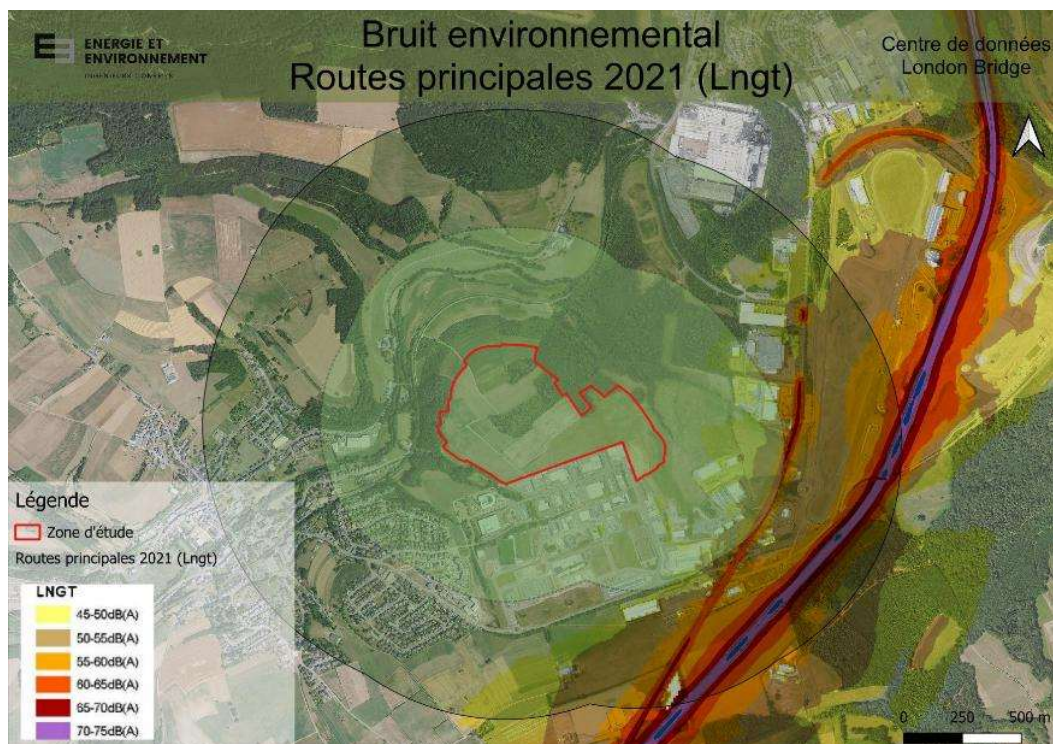 ENERGIE ET
ENVIRONNEMENT
Bruit environnemental
Routes principales 2021 (Lngt)
Centre de données
London Bridge
Légende
Zone d'étude
Routes principales 2021 (Lngt)
LNGT
45-50dB(A)
50-55dB(A)
55-60dB(A)
60-65dB(A)
65-70dB(A)
70-75dB(A)
0 250 500 m